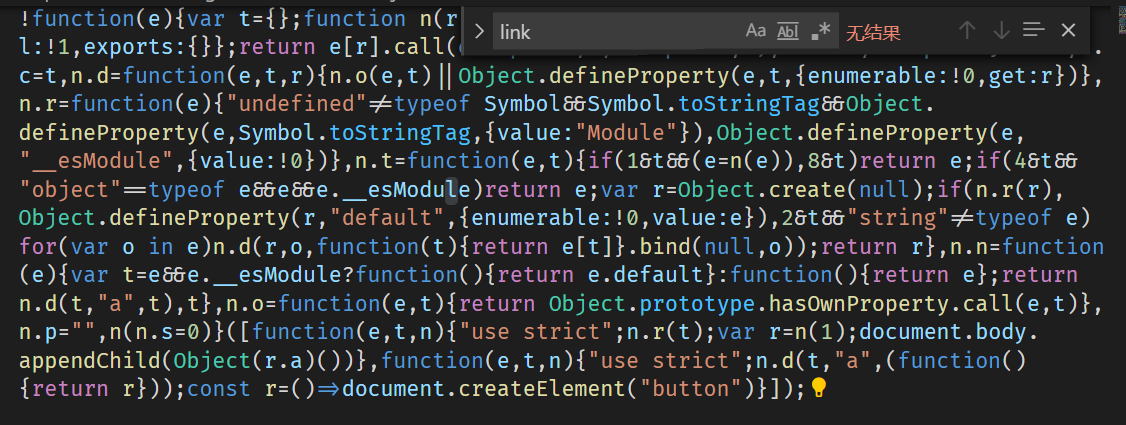 !function(e){var t={};function n(r
link
Aa
Abl
.*
无结果
l:!1,exports:{}};return e[r].call(
c=t,n.d=function(e,t,r){n.o(e,t)||Object.defineProperty(e,t,{enumerable:!0,get:r})},
n.r=function(e){"undefined"!=typeof Symbol&&Symbol.toStringTag&&Object.
defineProperty(e,Symbol.toStringTag,{value:"Module"}),Object.defineProperty(e,
"__esModule",{value:!0})},n.t=function(e,t){if(1&t&&(e=n(e)),8&t)return e;if(4&t&&
"object"==typeof e&&e&&e.__esModule)return e;var r=Object.create(null);if(n.r(r),
Object.defineProperty(r,"default",{enumerable:!0,value:e}),2&t&&"string"!=typeof e)
for(var o in e)n.d(r,o,function(t){return e[t]}.bind(null,o));return r},n.n=function
(e){var t=e&&e.__esModule?function(){return e.default}:function(){return e};return
n.d(t,"a",t),t},n.o=function(e,t){return Object.prototype.hasOwnProperty.call(e,t)},
n.p="",n(n.s=0)}([function(e,t,n){"use strict";n.r(t);var r=n(1);document.body.
appendChild(Object(r.a)())},function(e,t,n){"use strict";n.d(t,"a",(function()
{return r}));const r=()=>document.createElement("button")}]);